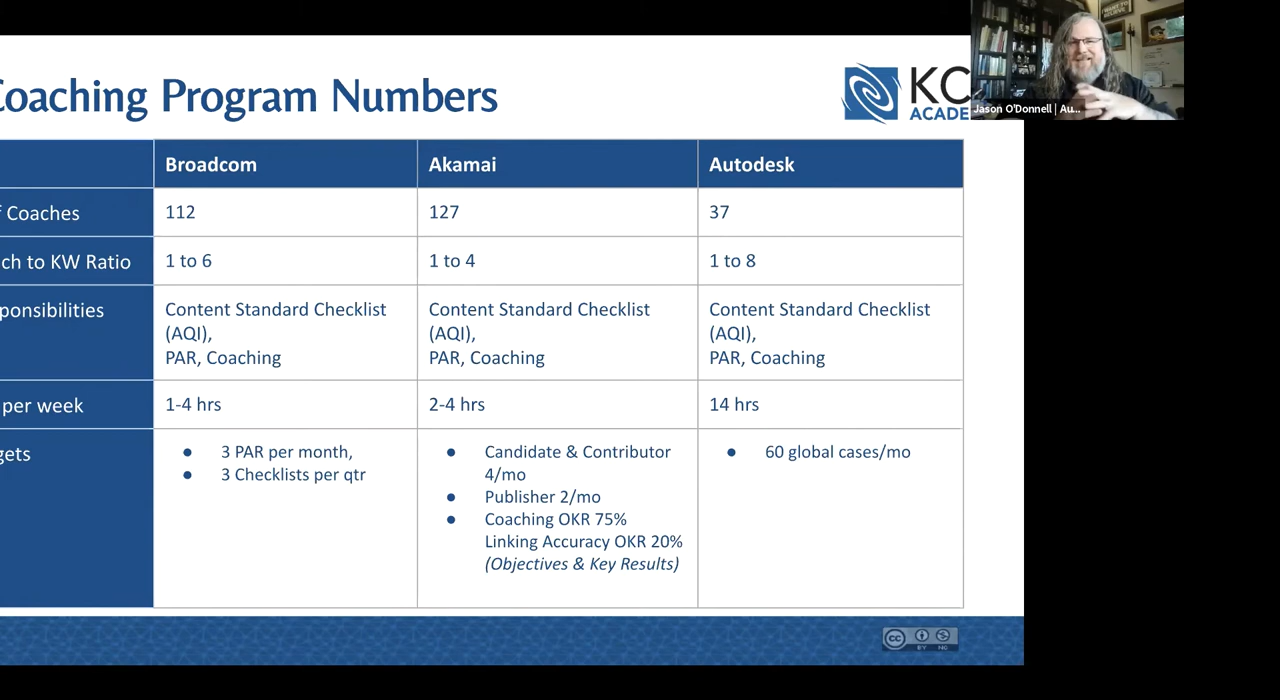 Coaching Program Numbers
KC
ACADE
Jason O'Donnell | Au...
Broadcom
Akamai
Autodesk
f Coaches
112
127
37
ch to KW Ratio
1 to 6
1 to 4
1 to 8
ponsibilities
Content Standard Checklist
(AQI),
PAR, Coaching
Content Standard Checklist
(AQI),
PAR, Coaching
Content Standard Checklist
(AQI),
PAR, Coaching
per week
1-4 hrs
2-4 hrs
14 hrs
gets
● 3 PAR per month,
● 3 Checklists per qtr
● Candidate & Contributor
4/mo
● Publisher 2/mo
● Coaching OKR 75%
Linking Accuracy OKR 20%
(Objectives & Key Results)
● 60 global cases/mo
cc
BY NC